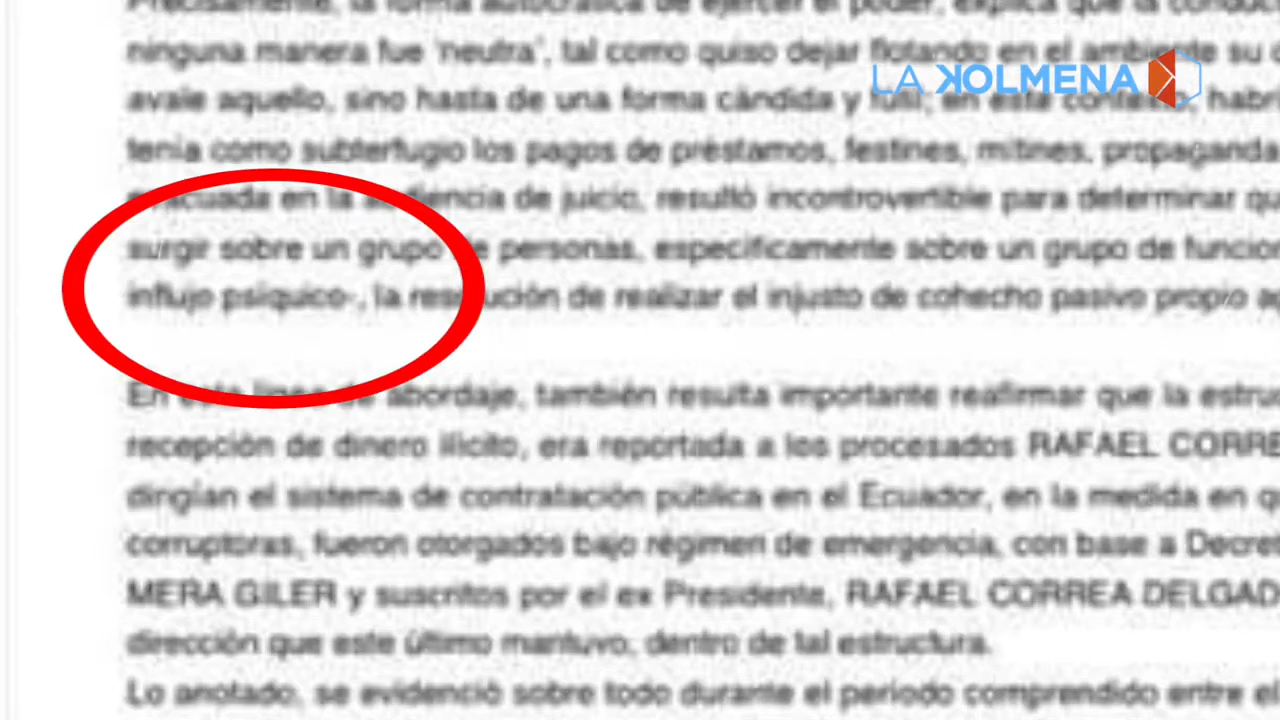 Precisamente, la forma autocrática de ejercer el poder, explica que la conduc
ninguna manera fue 'neutra', tal como quiso dejar flotando en el ambiente su
LA KOLMENA
avale aquello, sino hasta de una forma cándida y fútil; en este contexto, habr
tenía como subterfugio los pagos de préstamos, festines, mitines, propaganda
en la audiencia de juicio, resultó incontrovertible para determinar qu
surgir sobre un grupo de personas, específicamente sobre un grupo de funcion
influjo psíquico-, la resolución de realizar el injusto de cohecho pasivo propio ag
En esta línea de abordaje, también resulta importante reafirmar que la estruc
recepción de dinero ilícito, era reportada a los procesados RAFAEL CORRE
dirigían el sistema de contratación pública en el Ecuador, en la medida en q
corruptoras, fueron otorgados bajo régimen de emergencia, con base a Decret
MERA GILER y suscritos por el ex Presidente, RAFAEL CORREA DELGAD
dirección que este último mantuvo, dentro de tal estructura.
Lo anotado, se evidenció sobre todo durante el período comprendido entre el